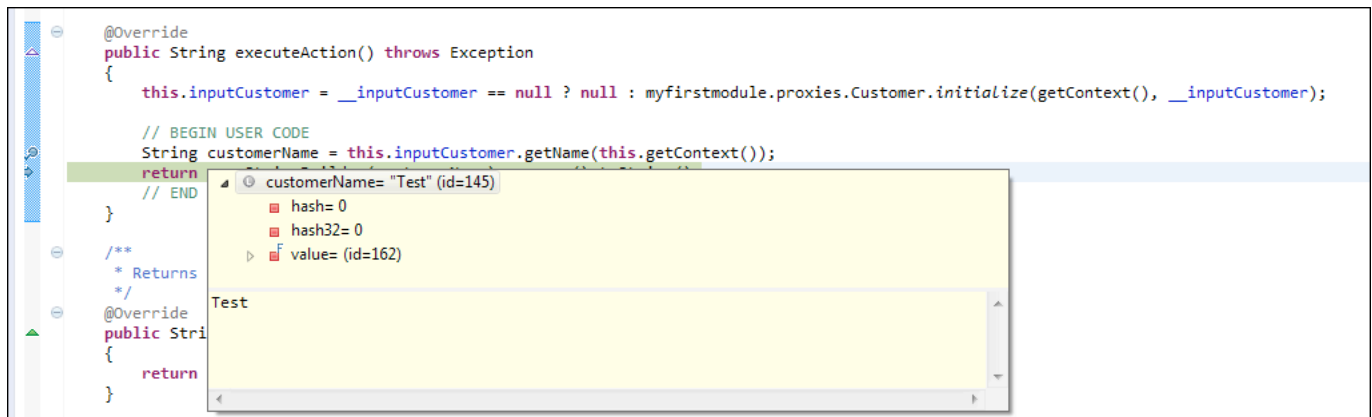 @Override
public String executeAction() throws Exception
{
this.inputCustomer = __inputCustomer == null ? null : myfirstmodule.proxies.Customer.initialize(getContext(), __inputCustomer);
// BEGIN USER CODE
String customerName = this.inputCustomer.getName(this.getContext());
return
// END
}
customerName= "Test" (id=145)
hash= 0
hash32= 0
value= (id=162)
Test
/**
* Returns
*/
@Override
public Stri
{
return
}